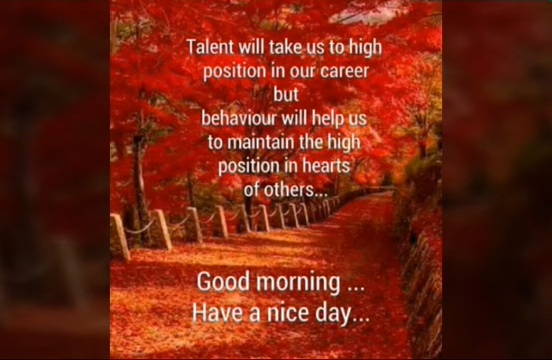 Talent will take us to high
position in our career
but
behaviour will help us
to maintain the high
position in hearts
of others...
Good morning ...
Have a nice day...